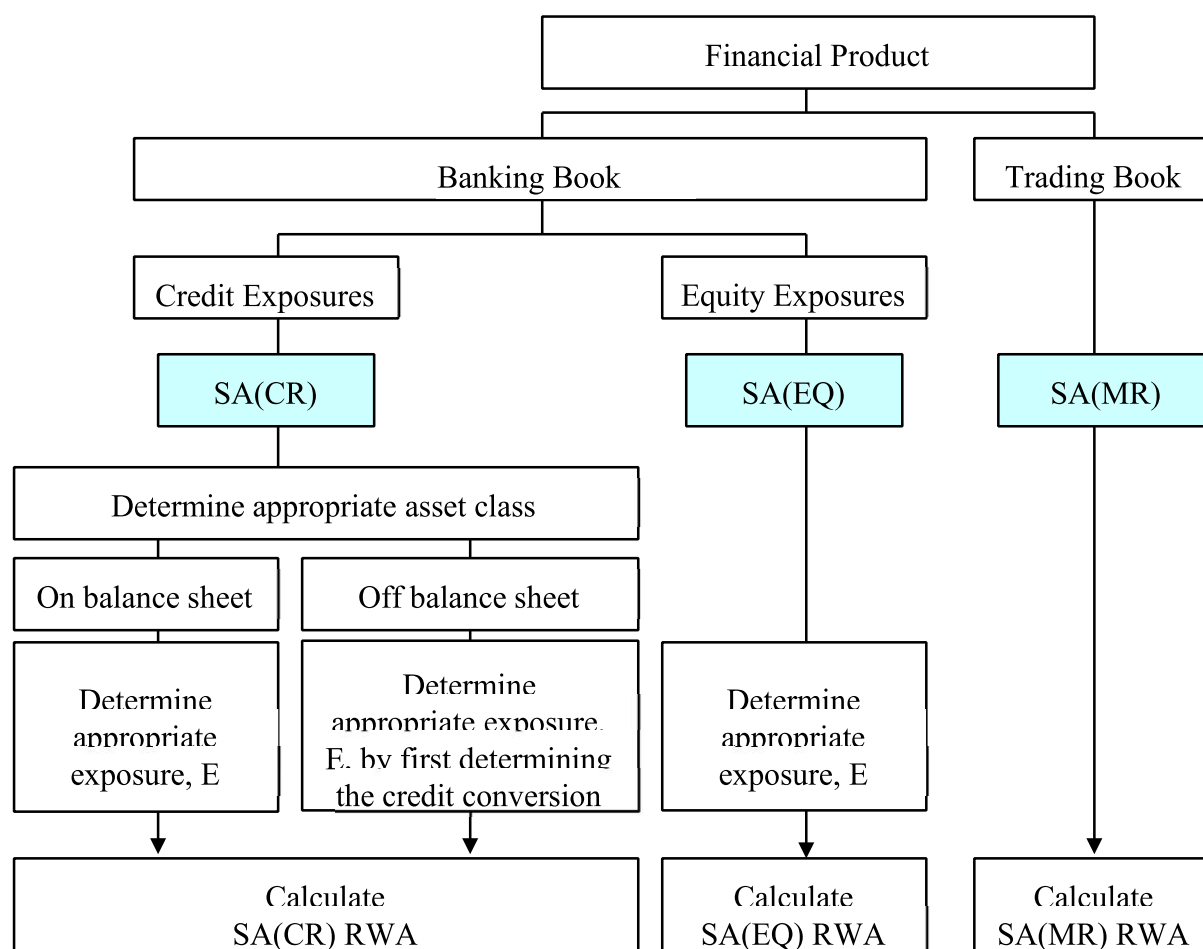 Financial Product
Banking Book
Trading Book
Credit Exposures
Equity Exposures
SA(CR)
SA(EQ)
SA(MR)
Determine appropriate asset class
On balance sheet
Off balance sheet
Determine
appropriate
exposure, E
Determine
appropriate exposure,
E, by first determining
the credit conversion
Determine
appropriate
exposure, E
Calculate
SA(CR) RWA
Calculate
SA(EQ) RWA
Calculate
SA(MR) RWA